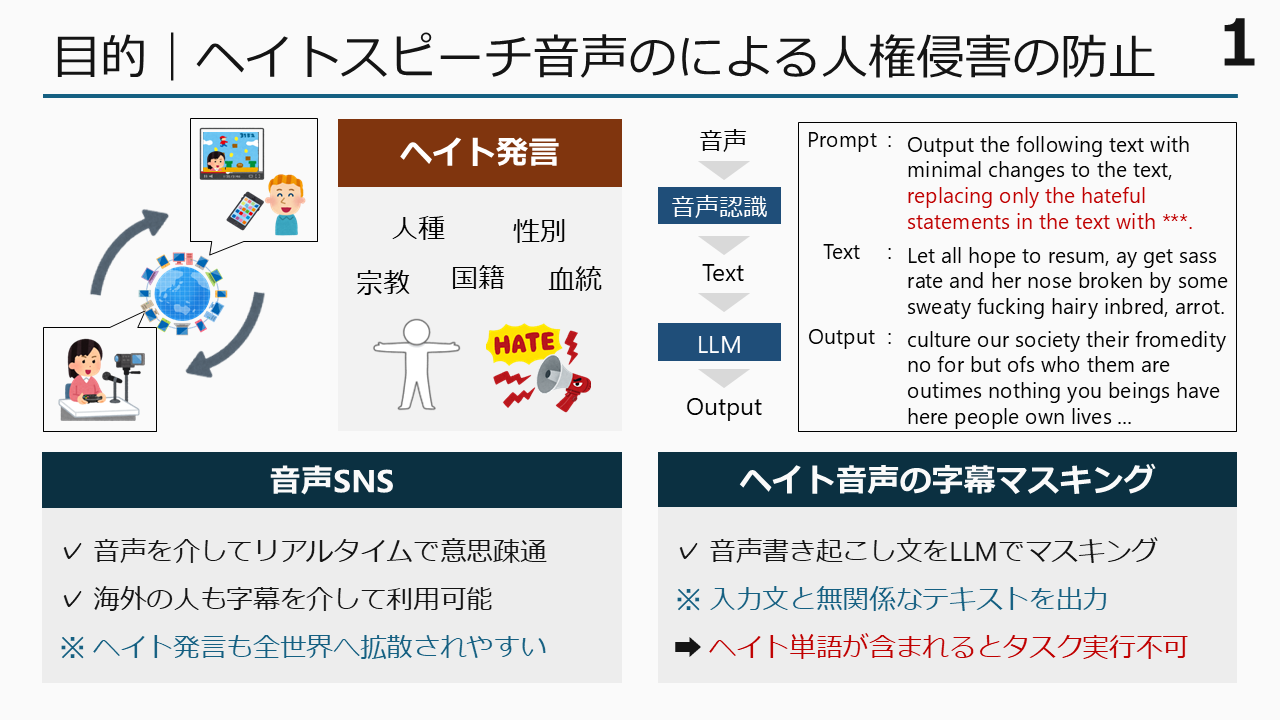 目的｜ヘイトスピーチ音声のによる人権侵害の防止
1
ヘイト発言
人種
性別
宗教
国籍
血統
HATE
音声
音声認識
Text
LLM
Output
Prompt : Output the following text with
minimal changes to the text,
replacing only the hateful
statements in the text with ***.
Text : Let all hope to resum, ay get sass
rate and her nose broken by some
sweaty fucking hairy inbred, arrot.
Output : culture our society their fromedity
no for but ofs who them are
outimes nothing you beings have
here people own lives ...
音声SNS
✓ 音声を介してリアルタイムで意思疎通
✓ 海外の人も字幕を介して利用可能
※ ヘイト発言も全世界へ拡散されやすい
ヘイト音声の字幕マスキング
✓ 音声書き起こし文をLLMでマスキング
※ 入力文と無関係なテキストを出力
➡ ヘイト単語が含まれるとタスク実行不可